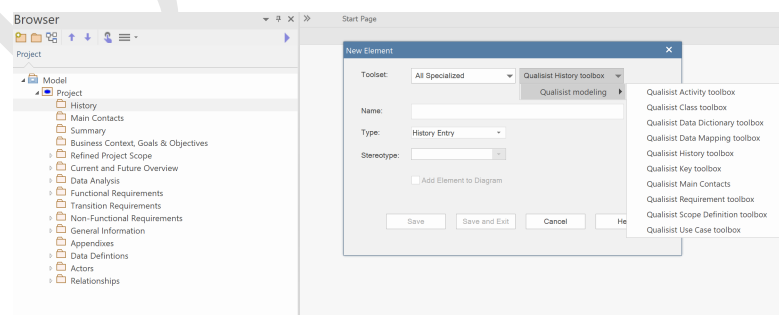 Browser
Start Page
Project
Model
Project
History
Main Contacts
Summary
Business Context, Goals & Objectives
Refined Project Scope
Current and Future Overview
Data Analysis
Functional Requirements
Transition Requirements
Non-Functional Requirements
General Information
Appendixes
Data Defintions
Actors
Relationships
New Element
Toolset: All Specialized Qualisist History toolbox
Qualisist modeling
Name:
Type: History Entry
Stereotype:
Add Element to Diagram
Save Save and Exit Cancel He
Qualisist Activity toolbox
Qualisist Class toolbox
Qualisist Data Dictionary toolbox
Qualisist Data Mapping toolbox
Qualisist History toolbox
Qualisist Key toolbox
Qualisist Main Contacts
Qualisist Requirement toolbox
Qualisist Scope Definition toolbox
Qualisist Use Case toolbox